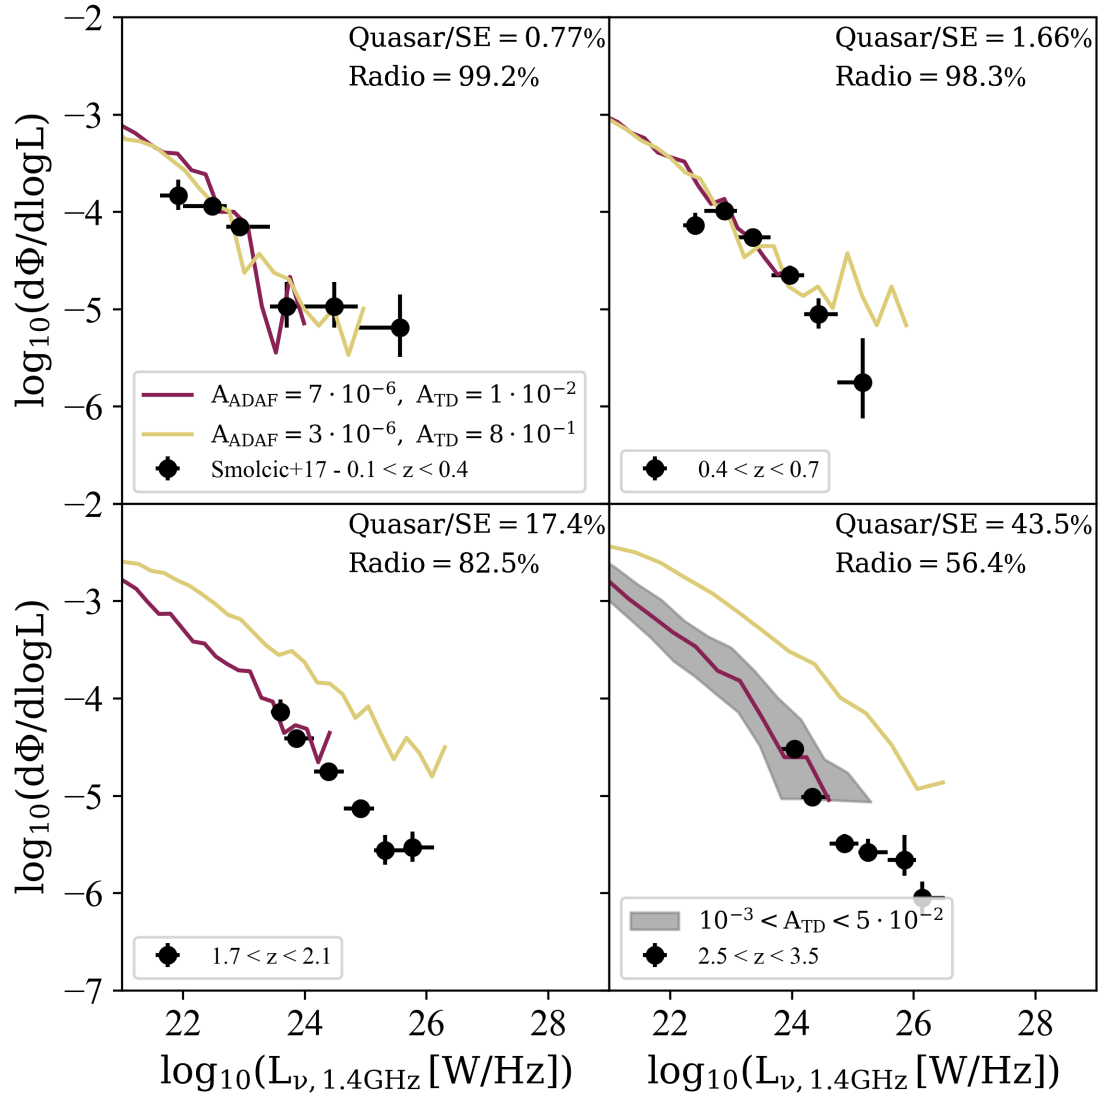 −2
Quasar/SE = 0.77%
Radio = 99.2%
Quasar/SE = 1.66%
Radio = 98.3%
−3
−4
−5
−6
log₁₀(dΦ/dlogL)
A_ADAF = 7 · 10⁻⁶, A_TD = 1 · 10⁻²
A_ADAF = 3 · 10⁻⁶, A_TD = 8 · 10⁻¹
Smolcic+17 - 0.1 < z < 0.4
0.4 < z < 0.7
−2
Quasar/SE = 17.4%
Radio = 82.5%
Quasar/SE = 43.5%
Radio = 56.4%
−3
−4
−5
−6
−7
log₁₀(dΦ/dlogL)
1.7 < z < 2.1
10⁻³ < A_TD < 5 · 10⁻²
2.5 < z < 3.5
22 24 26 28 22 24 26 28
log₁₀(L_ν, 1.4GHz [W/Hz]) log₁₀(L_ν, 1.4GHz [W/Hz])